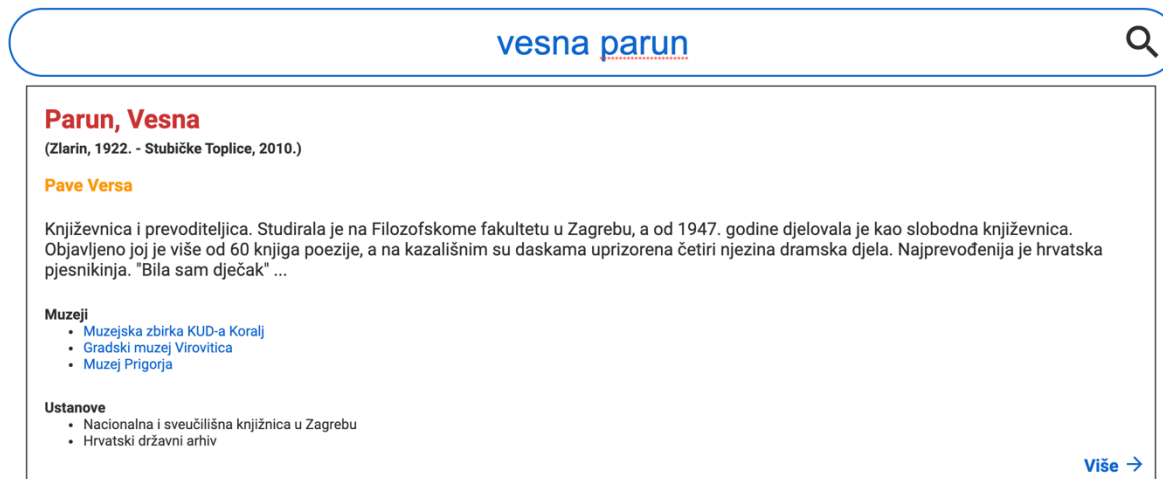 vesna parun
Parun, Vesna
(Zlarin, 1922. - Stubičke Toplice, 2010.)
Pave Versa
Književnica i prevoditeljica. Studirala je na Filozofskome fakultetu u Zagrebu, a od 1947. godine djelovala je kao slobodna književnica.
Objavljeno joj je više od 60 knjiga poezije, a na kazališnim su daskama uprizorena četiri njezina dramska djela. Najprevođenija je hrvatska
pjesnikinja. "Bila sam dječak" ...
Muzeji
• Muzejska zbirka KUD-a Koralj
• Gradski muzej Virovitica
• Muzej Prigorja
Ustanove
• Nacionalna i sveučilišna knjižnica u Zagrebu
• Hrvatski državni arhiv
Više →